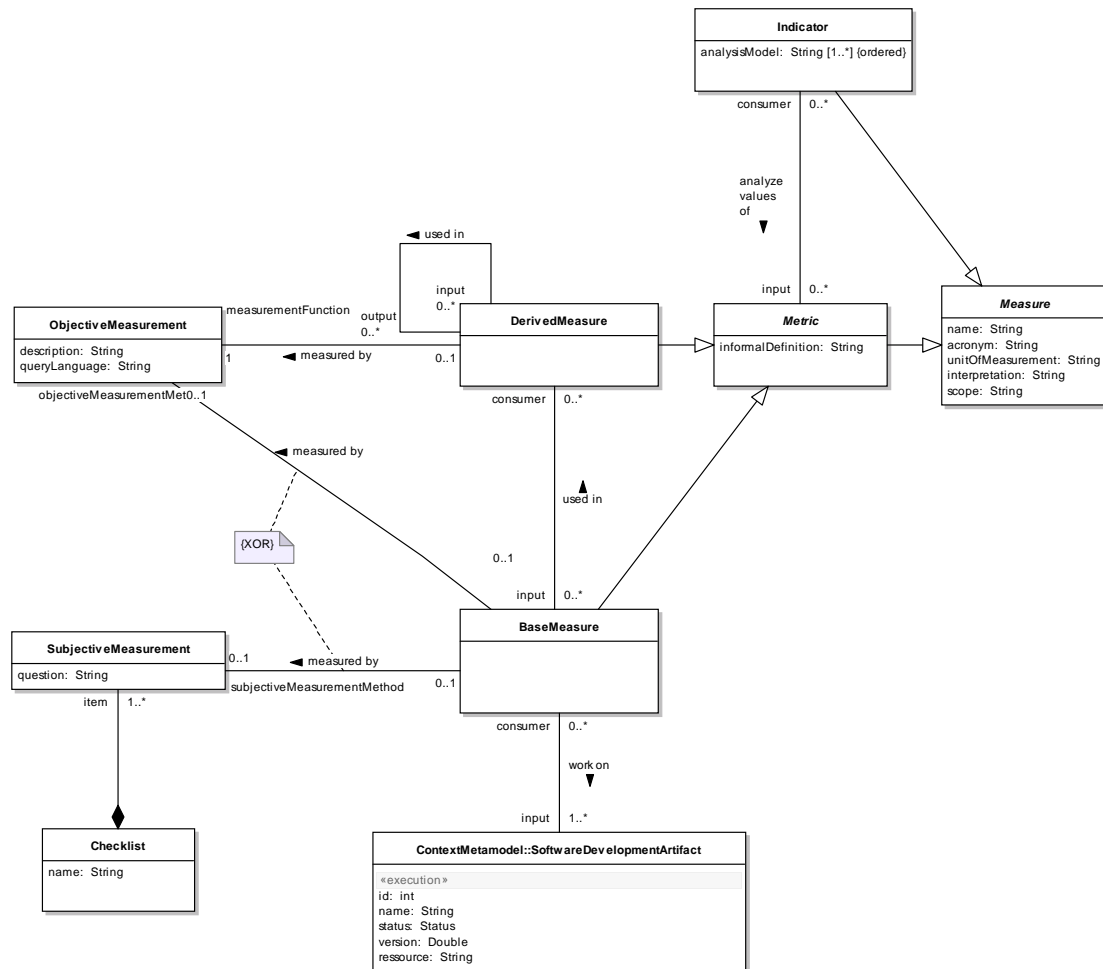 Indicator
analysisModel: String [1..*] {ordered}
consumer
0..*
analyze
values
of
input
0..*
Measure
name: String
acronym: String
unitOfMeasurement: String
interpretation: String
scope: String
Metric
informalDefinition: String
used in
input
0..*
output
0..*
DerivedMeasure
measurementFunction
1
measured by
0..1
ObjectiveMeasurement
description: String
queryLanguage: String
objectiveMeasurementMet0..1
consumer
0..*
measured by
used in
{XOR}
0..1
input
0..*
BaseMeasure
SubjectiveMeasurement
question: String
0..1
measured by
subjectiveMeasurementMethod
0..1
item
1..*
consumer
0..*
work on
input
1..*
Checklist
name: String
ContextMetamodel::SoftwareDevelopmentArtifact
«execution»
id: int
name: String
status: Status
version: Double
ressource: String